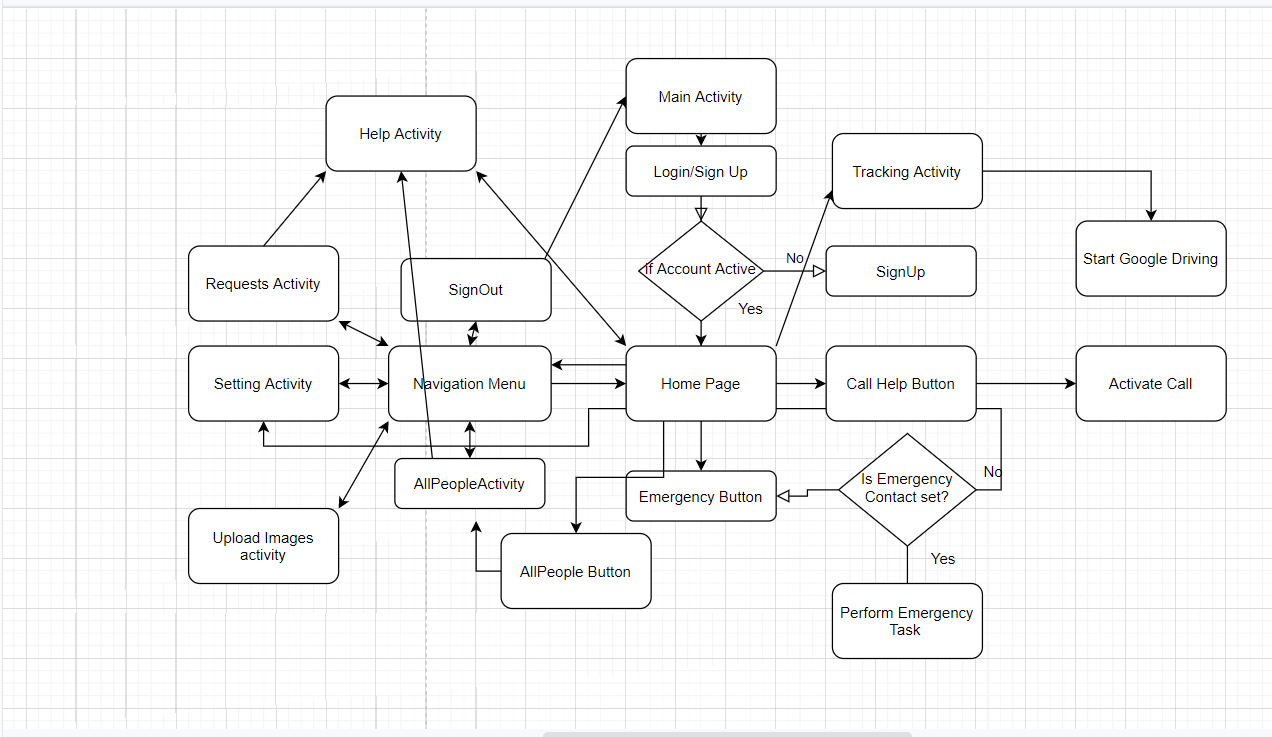 Main Activity
Help Activity
Login/Sign Up
Tracking Activity
If Account Active
No
Start Google Driving
SignUp
Requests Activity
SignOut
Yes
Setting Activity
Navigation Menu
Home Page
Call Help Button
Activate Call
No
AllPeopleActivity
Emergency Button
Is Emergency
Contact set?
Upload Images
activity
AllPeople Button
Yes
Perform Emergency
Task